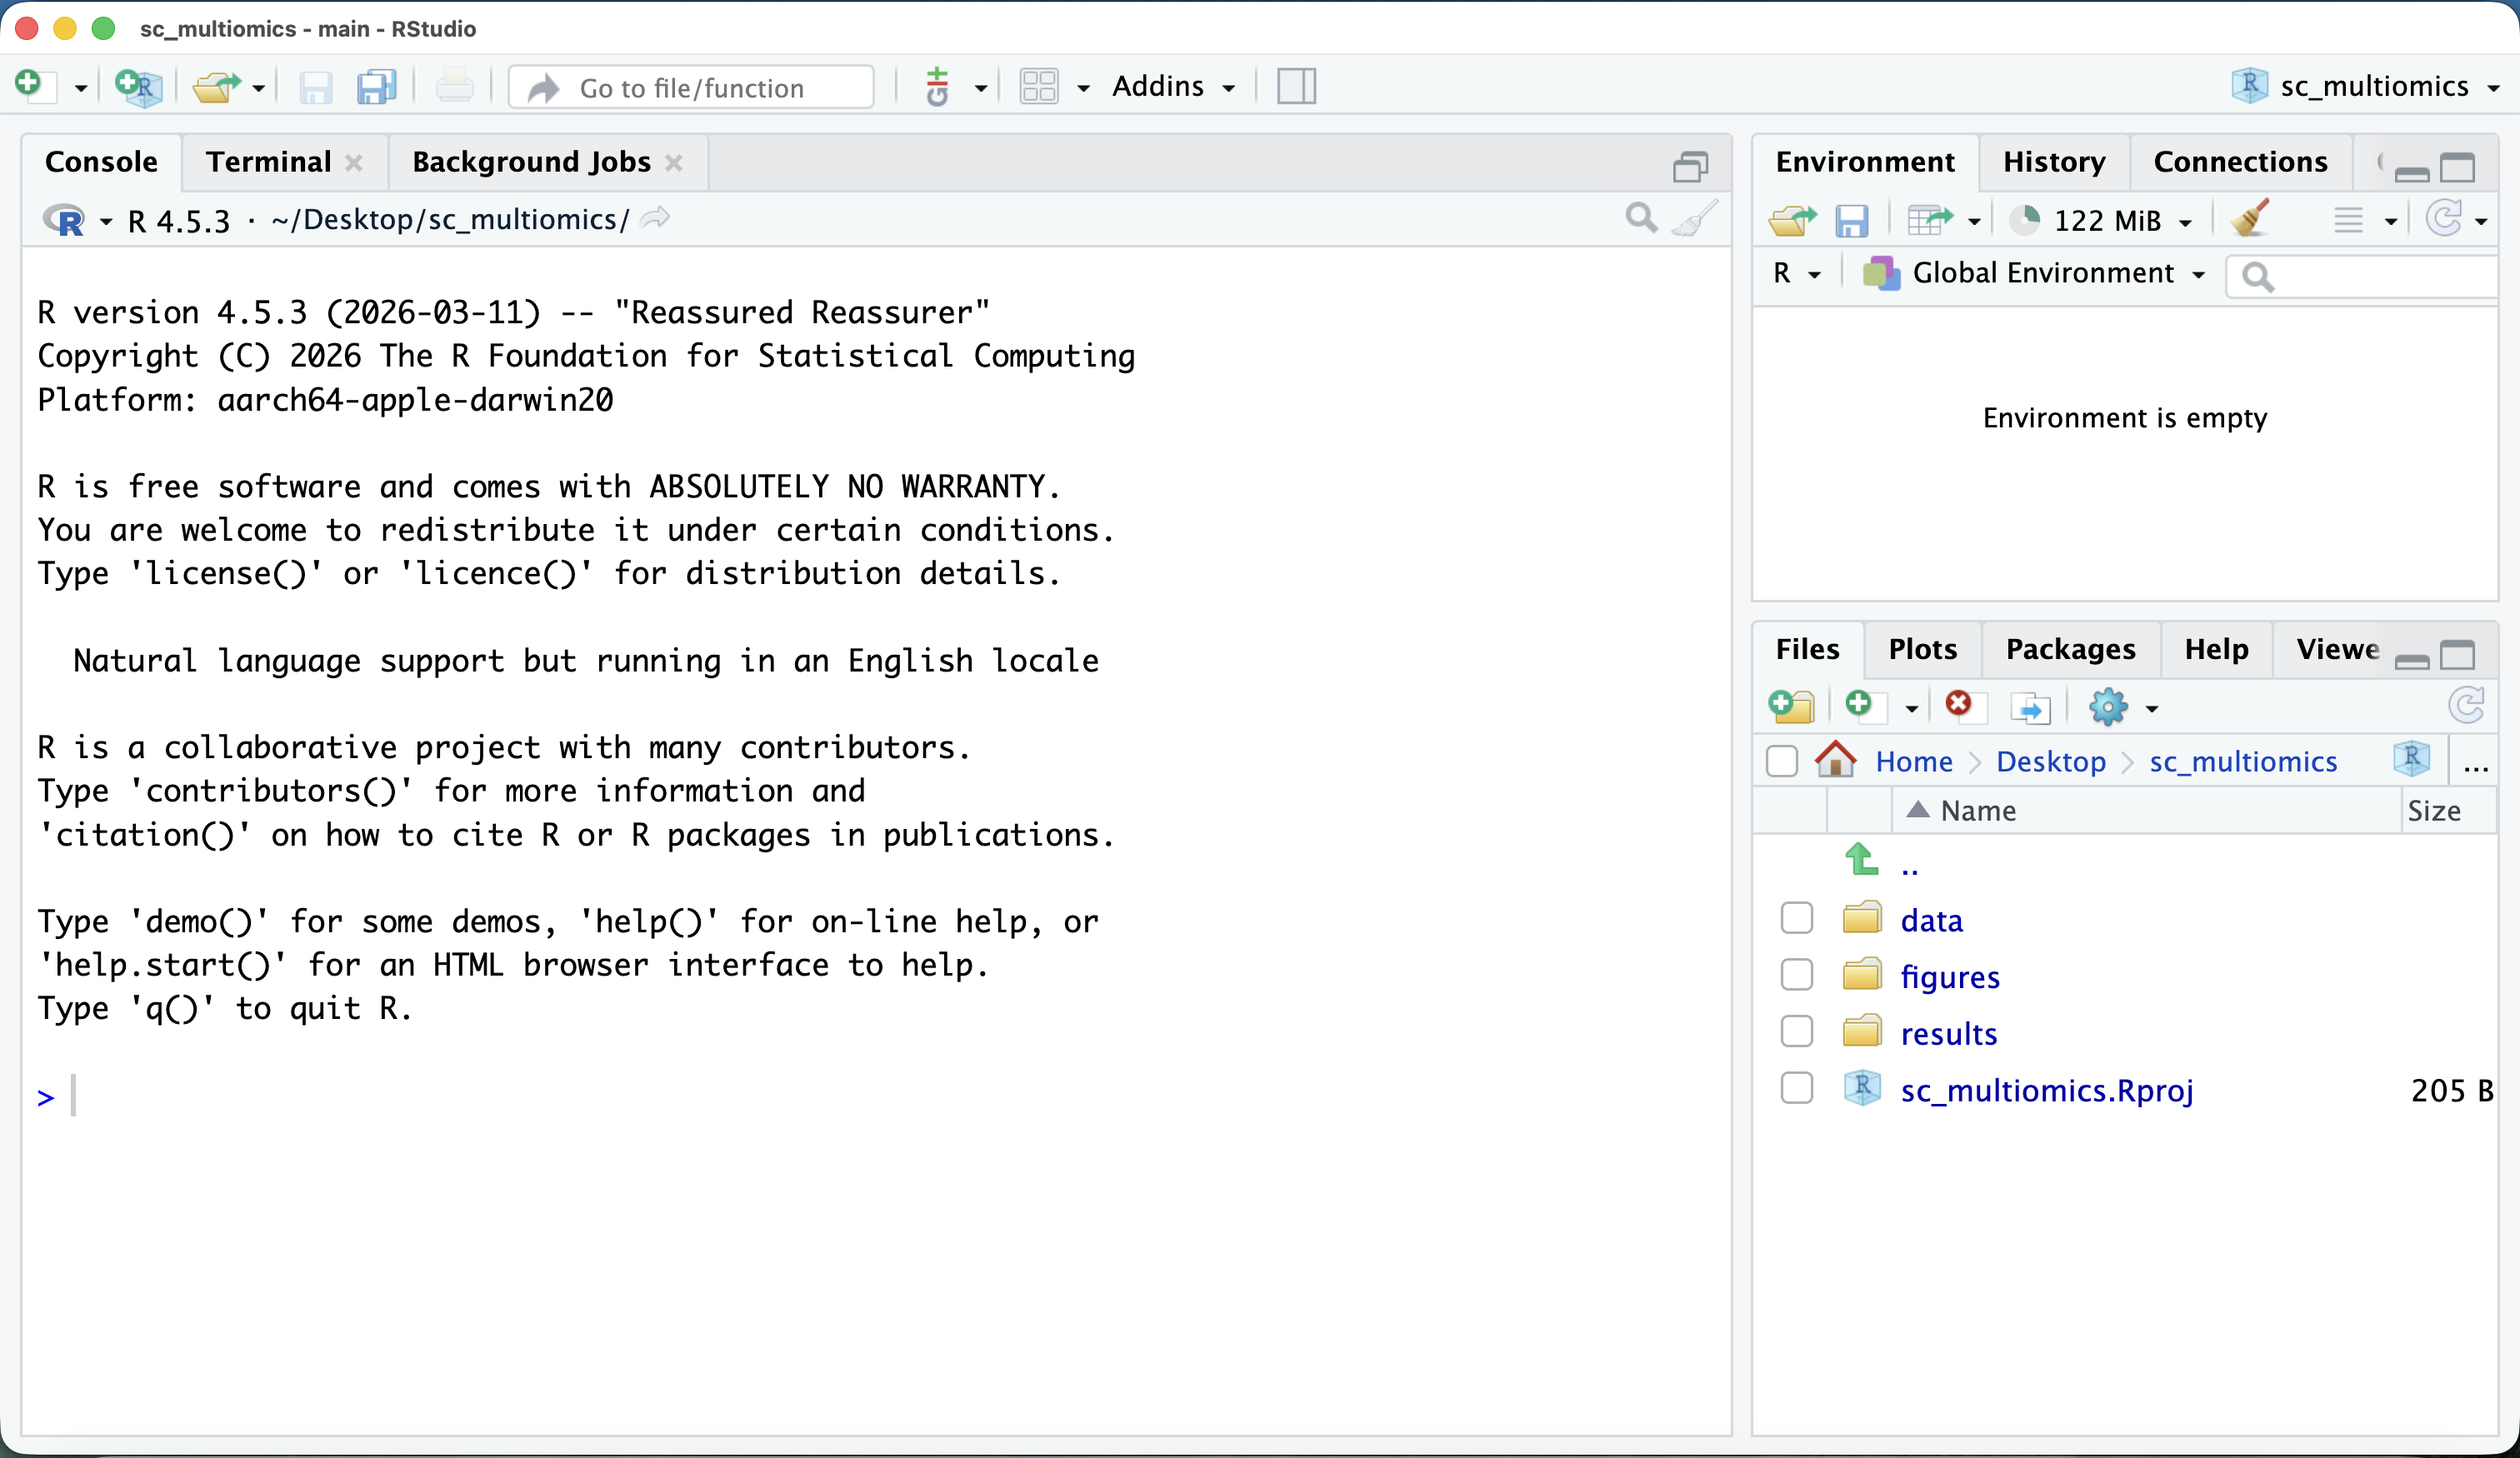 sc_multiomics - main - RStudio
Go to file/function
Addins
sc_multiomics
Console Terminal Background Jobs
R 4.5.3 · ~/Desktop/sc_multiomics/
R version 4.5.3 (2026-03-11) -- "Reassured Reassurer"
Copyright (C) 2026 The R Foundation for Statistical Computing
Platform: aarch64-apple-darwin20
R is free software and comes with ABSOLUTELY NO WARRANTY.
You are welcome to redistribute it under certain conditions.
Type 'license()' or 'licence()' for distribution details.
Natural language support but running in an English locale
R is a collaborative project with many contributors.
Type 'contributors()' for more information and
'citation()' on how to cite R or R packages in publications.
Type 'demo()' for some demos, 'help()' for on-line help, or
'help.start()' for an HTML browser interface to help.
Type 'q()' to quit R.
>
Environment History Connections
122 MiB
R Global Environment
Environment is empty
Files Plots Packages Help Viewe
Home Desktop sc_multiomics ...
Name Size
..
data
figures
results
sc_multiomics.Rproj 205 B